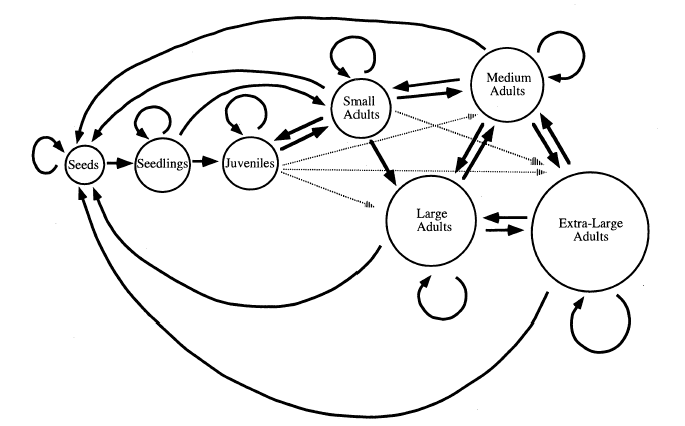 Medium
Adults
Small
Adults
Seeds
Seedlings
Juveniles
Large
Adults
Extra-Large
Adults